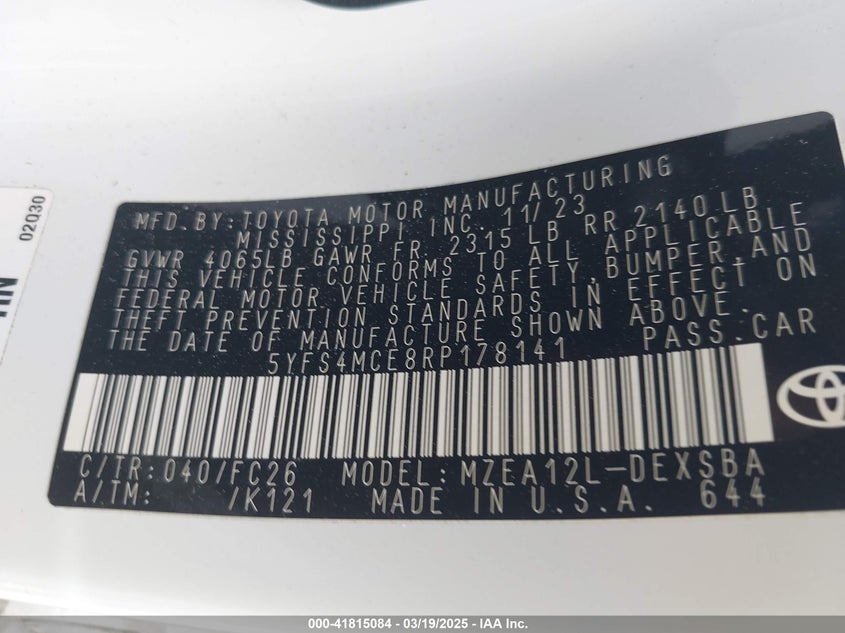 02030
MFD. BY: TOYOTA MOTOR MANUFACTURING
MISSISSIPPI INC. 11/23
GVWR 4065LB GAWR FR. 2315 LB RR 2140LB
THIS VEHICLE CONFORMS TO ALL APPLICABLE
FEDERAL MOTOR VEHICLE SAFETY, BUMPER, AND
THEFT PREVENTION STANDARDS IN EFFECT ON
THE DATE OF MANUFACTURE SHOWN ABOVE.
5YFS4MCE8RP178141 PASS. CAR
C/TR: 040/FC26 MODEL: MZEA12L-DEXSBA
A/TM: /K121 MADE IN U.S.A. 644
000-41815084 - 03/19/2025 - IAA Inc.